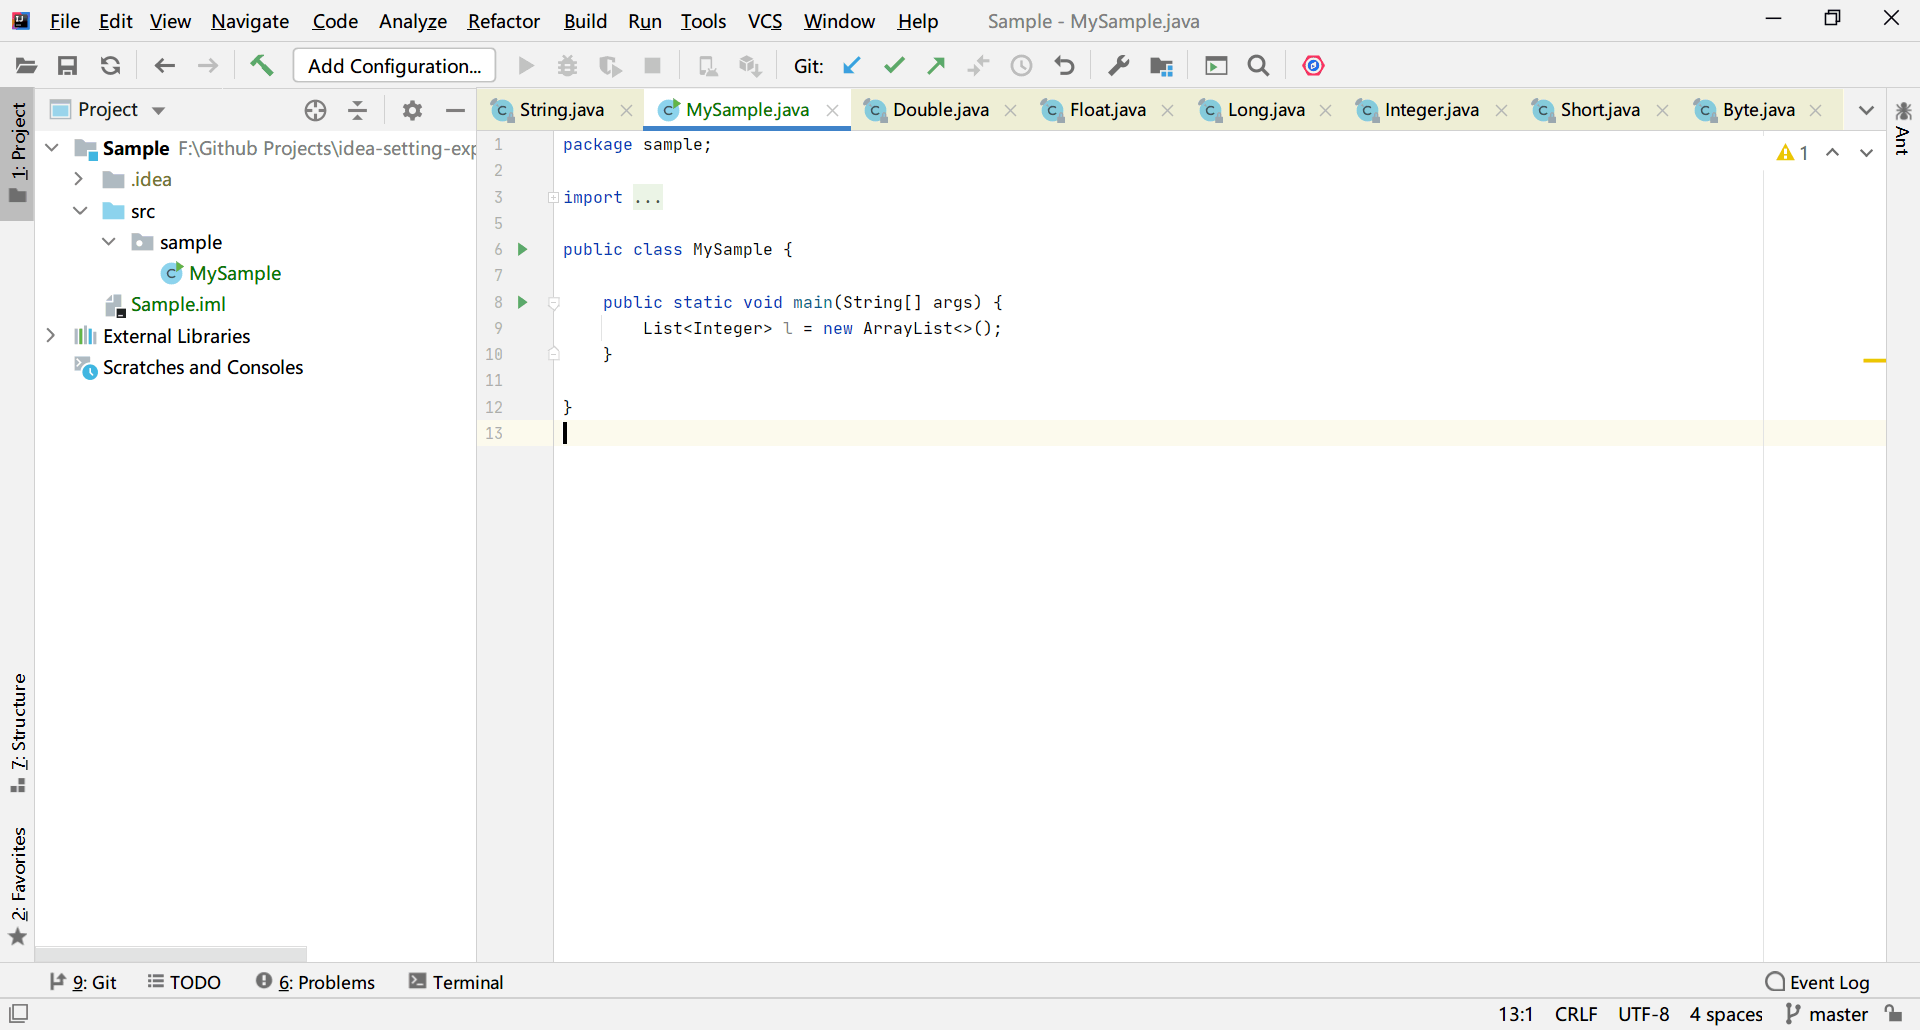 File Edit View Navigate Code Analyze Refactor Build Run Tools VCS Window Help Sample - MySample.java
Add Configuration... Git:
1: Project
Project
String.java MySample.java Double.java Float.java Long.java Integer.java Short.java Byte.java
Ant
Sample F:\Github Projects\idea-setting-exp
.idea
src
sample
MySample
Sample.iml
External Libraries
Scratches and Consoles
1 package sample;
2
3 import ...
5
6 public class MySample {
7
8 public static void main(String[] args) {
9 List<Integer> l = new ArrayList<>();
10 }
11
12 }
13
1
7: Structure
2: Favorites
9: Git TODO 6: Problems Terminal Event Log
13:1 CRLF UTF-8 4 spaces master